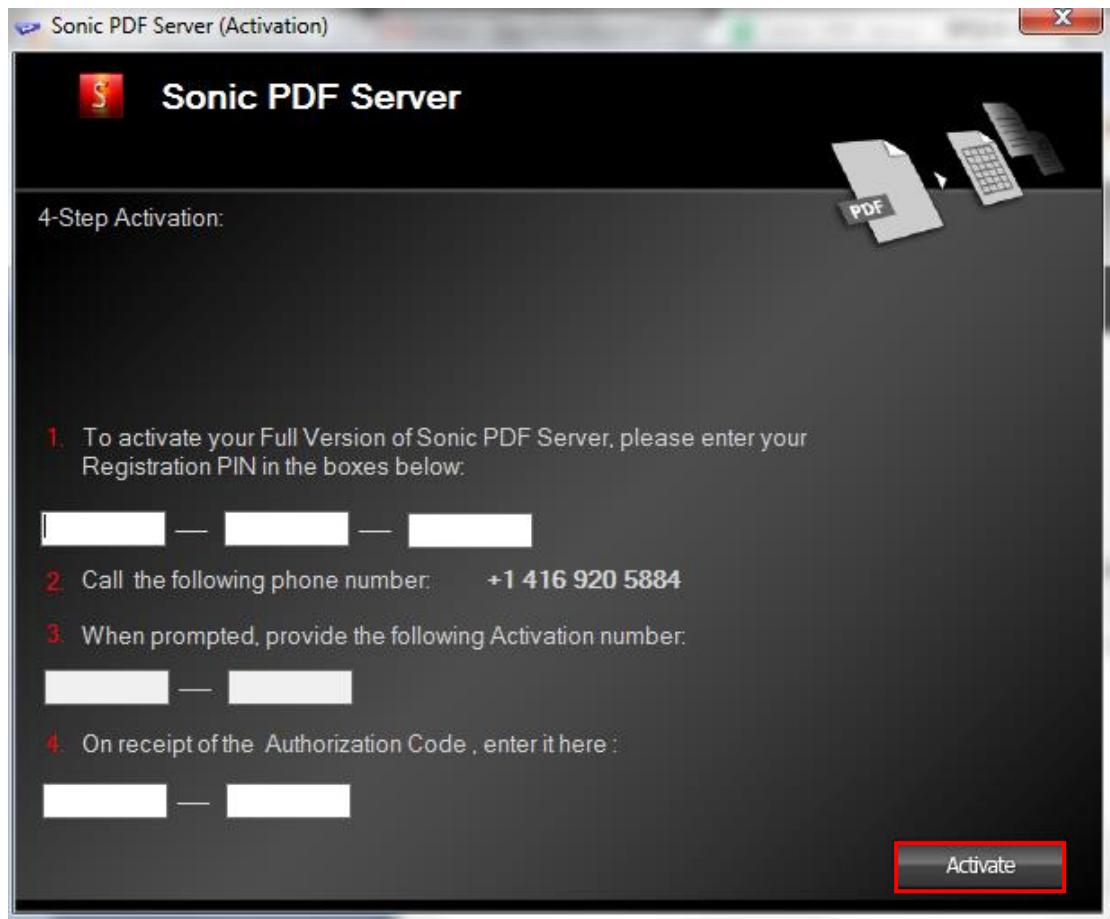 Sonic PDF Server (Activation)
X
S
Sonic PDF Server
PDF
4-Step Activation:
1. To activate your Full Version of Sonic PDF Server, please enter your
Registration PIN in the boxes below:
2. Call the following phone number: +1 416 920 5884
3. When prompted, provide the following Activation number:
4. On receipt of the Authorization Code , enter it here :
Activate